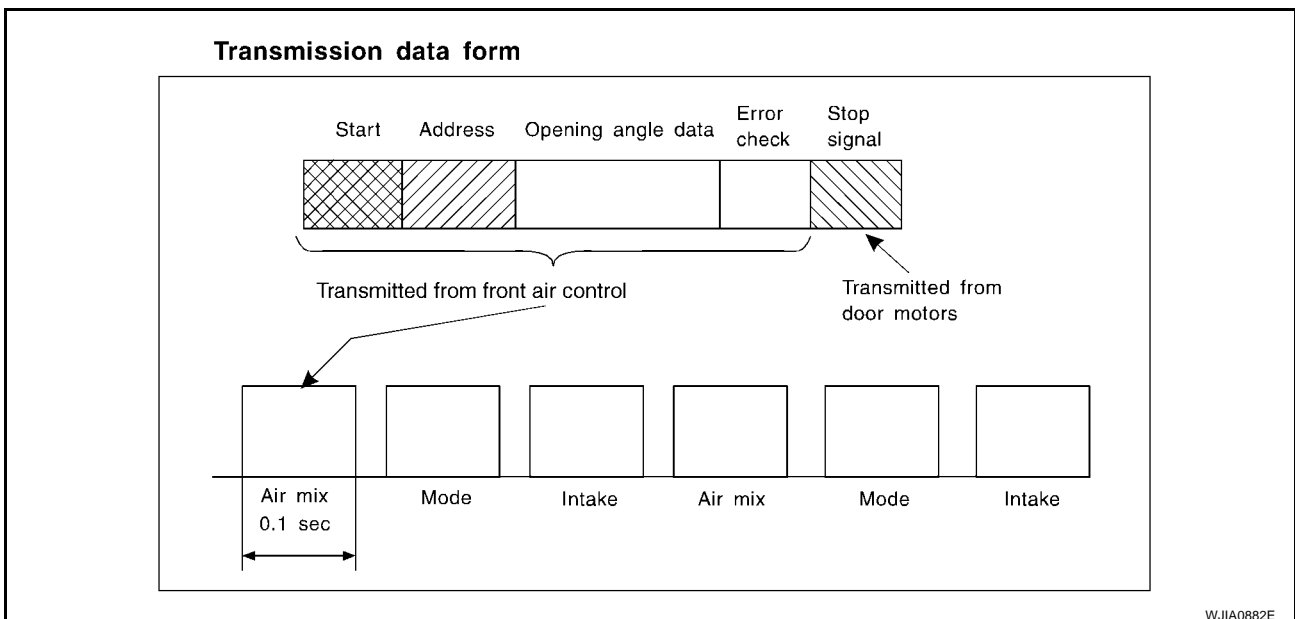 Transmission data form
Start Address Opening angle data Error check Stop signal
Transmitted from front air control
Transmitted from
door motors
Air mix Mode Intake Air mix Mode Intake
0.1 sec
WJIA0882E